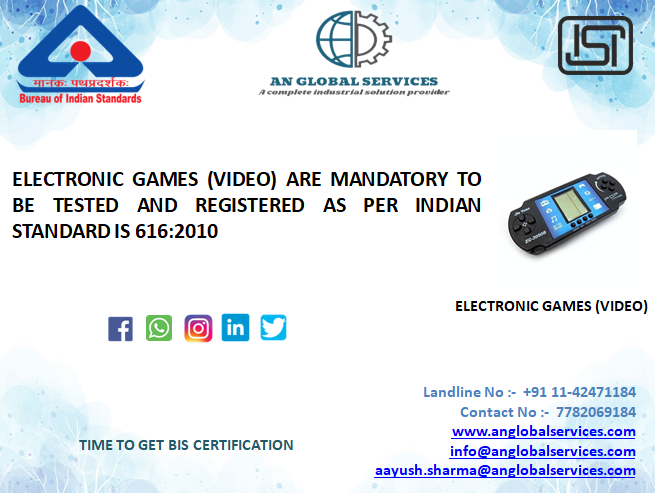 मानकः पथप्रदर्शकः
Bureau of Indian Standards
AN GLOBAL SERVICES
A complete industrial solution provider
ISI
ELECTRONIC GAMES (VIDEO) ARE MANDATORY TO
BE TESTED AND REGISTERED AS PER INDIAN
STANDARD IS 616:2010
ELECTRONIC GAMES (VIDEO)
Landline No :- +91 11-42471184
Contact No :- 7782069184
www.anglobalservices.com
info@anglobalservices.com
aayush.sharma@anglobalservices.com
TIME TO GET BIS CERTIFICATION